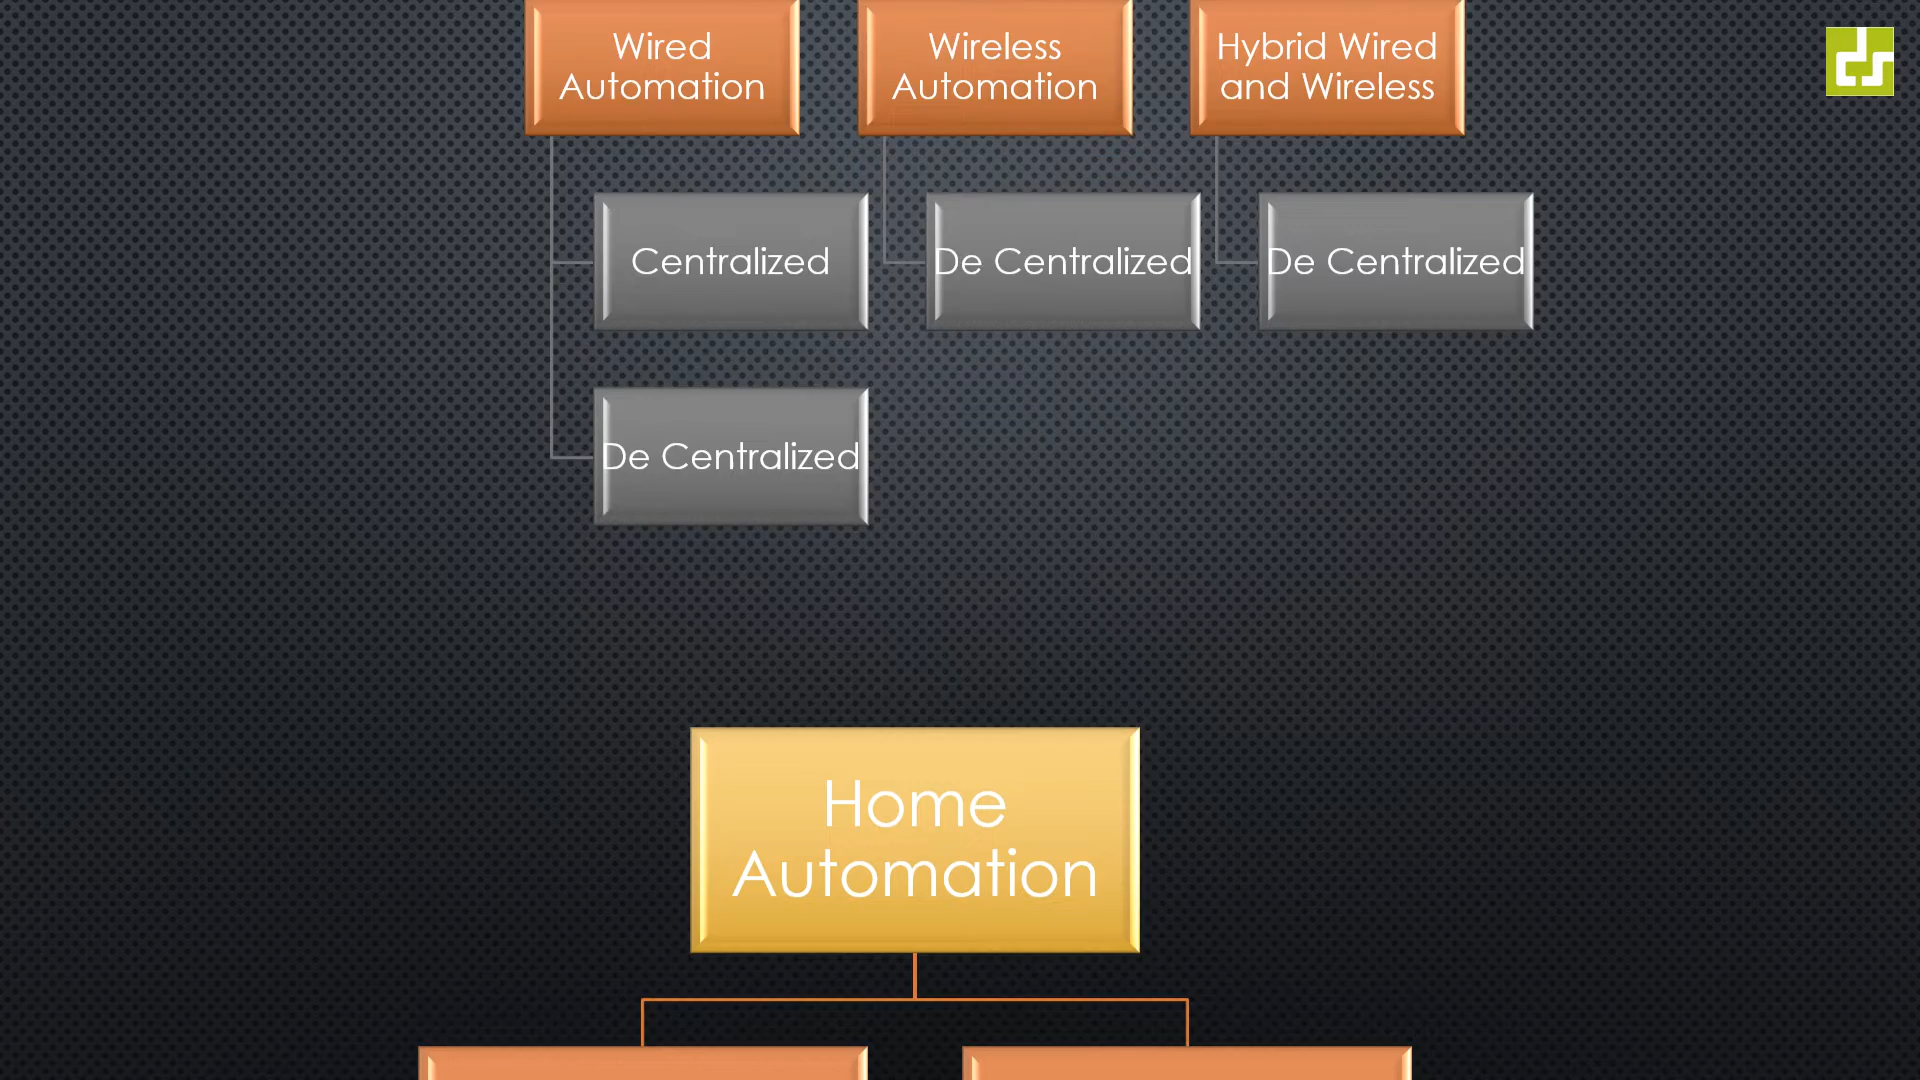 Wired
Automation
Wireless
Automation
Hybrid Wired
and Wireless
Centralized
De Centralized
De Centralized
De Centralized
Home
Automation